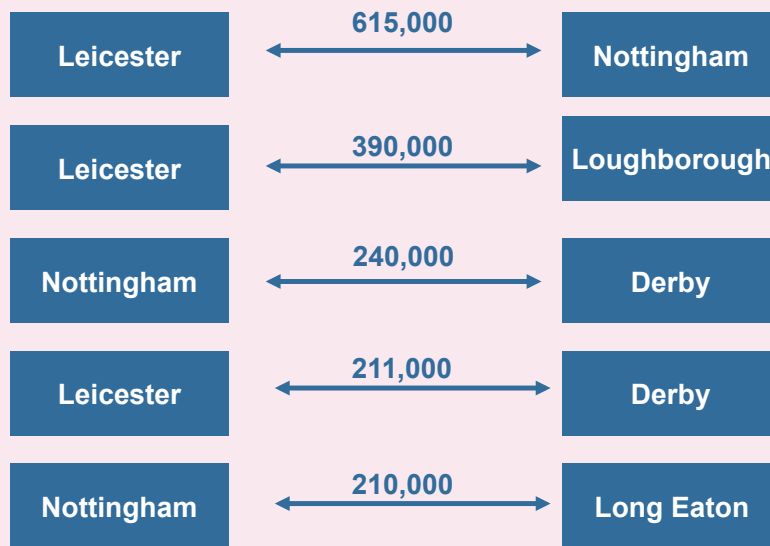 615,000
Leicester
Nottingham
390,000
Leicester
Loughborough
240,000
Nottingham
Derby
211,000
Leicester
Derby
210,000
Nottingham
Long Eaton